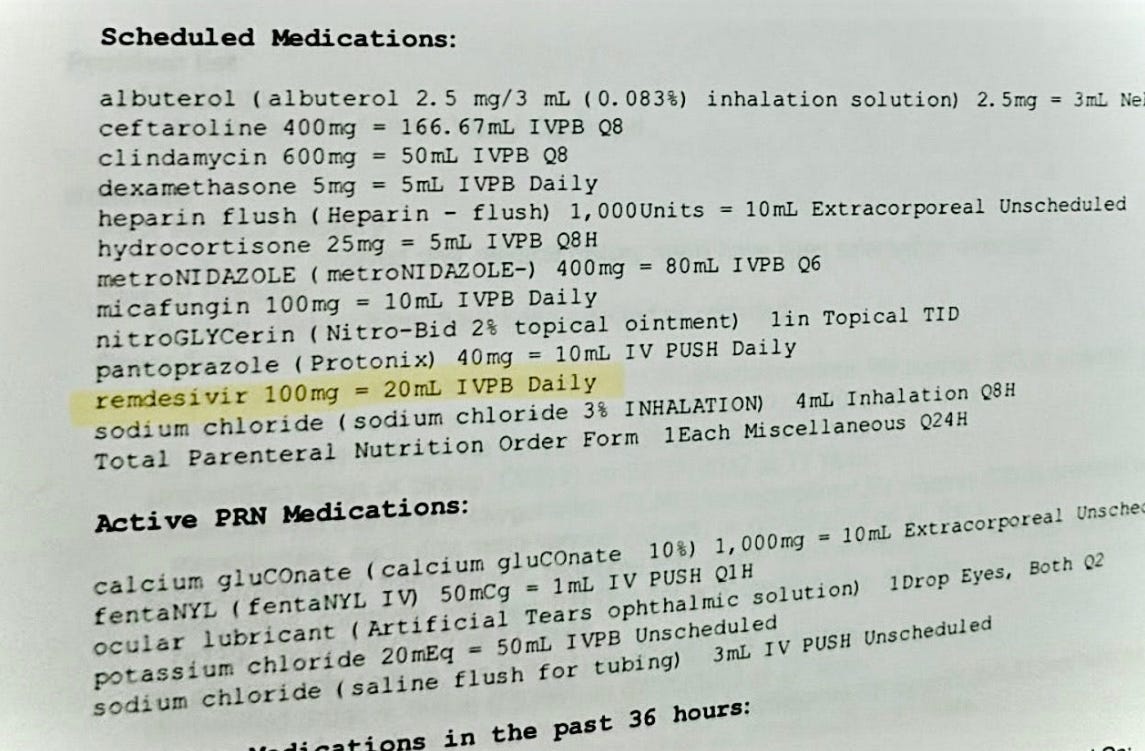 Scheduled Medications:
albuterol (albuterol 2.5 mg/3 mL (0.083%) inhalation solution) 2.5mg = 3mL
ceftaroline 400mg = 166.67mL IVPB Q8
clindamycin 600mg = 50mL IVPB Q8
dexamethasone 5mg = 5mL IVPB Daily
heparin flush (Heparin - flush) 1,000Units = 10mL Extracorporeal Unscheduled
hydrocortisone 25mg = 5mL IVPB Q8H
metroNIDAZOLE (metroNIDAZOLE-) 400mg = 80mL IVPB Q6
micafungin 100mg = 10mL IVPB Daily
nitroGLYCerin (Nitro-Bid 2% topical ointment) 1in Topical TID
pantoprazole (Protonix) 40mg = 10mL IV PUSH Daily
remdesivir 100mg = 20mL IVPB Daily
sodium chloride (sodium chloride 3% INHALATION) 4mL Inhalation Q8H
Total Parenteral Nutrition Order Form 1Each Miscellaneous Q24H
Active PRN Medications:
calcium gluCOnate (calcium gluCOnate 10%) 1,000mg = 10mL Extracorporeal
fentaNYL (fentaNYL IV) 50mCg = 1mL IV PUSH Q1H
ocular lubricant (Artificial Tears ophthalmic solution) 1Drop Eyes, Both Q2
potassium chloride 20mEq = 50mL IVPB Unscheduled
sodium chloride (saline flush for tubing) 3mL IV PUSH Unscheduled
Medications in the past 36 hours: